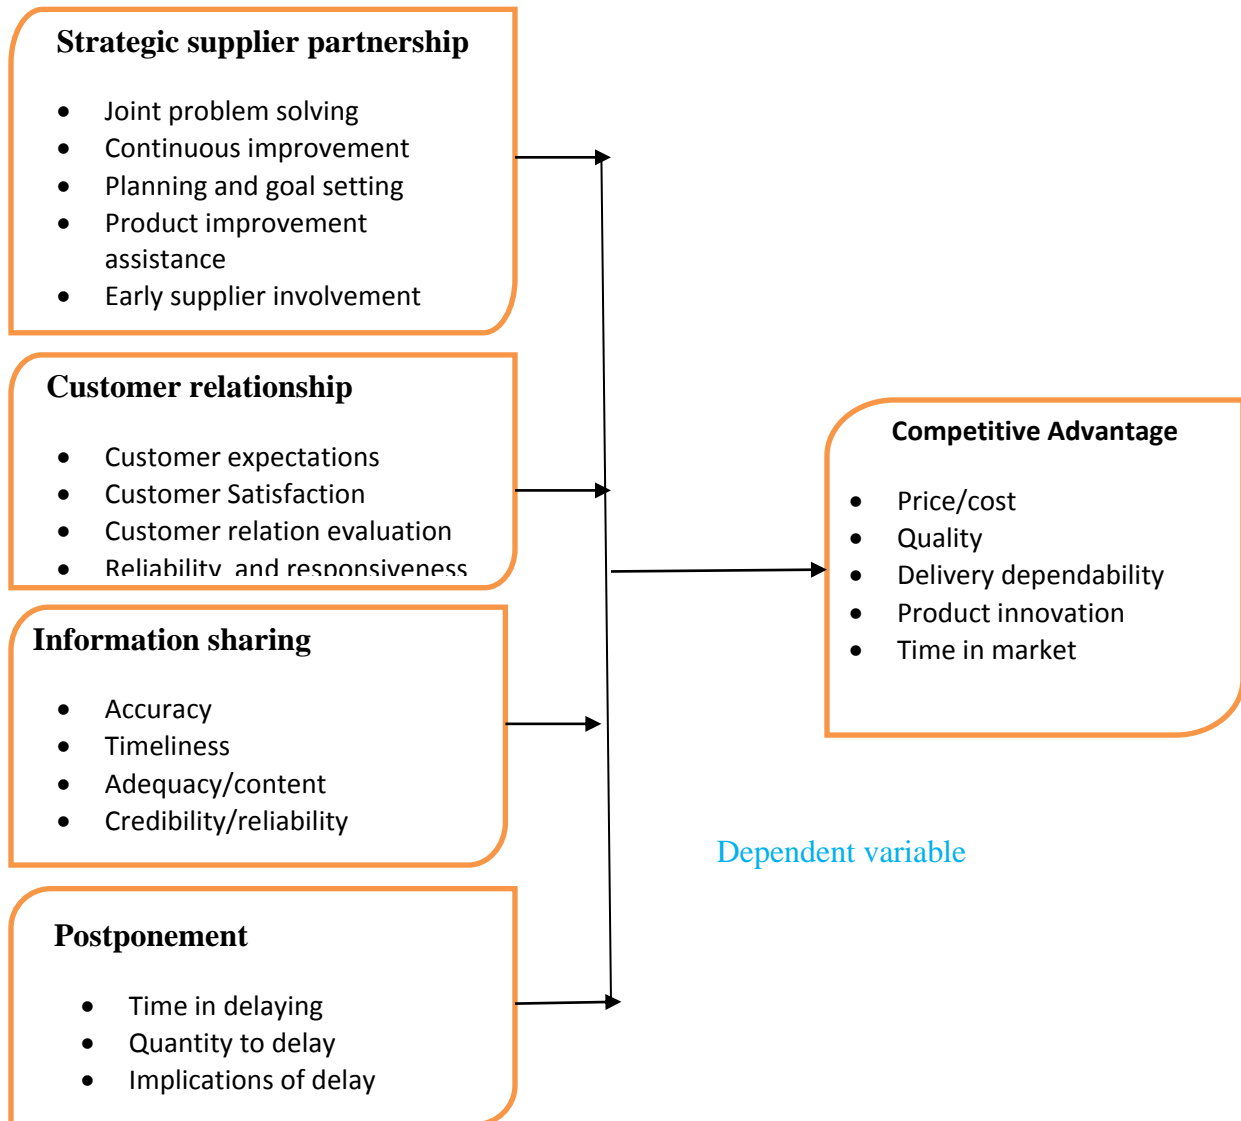 Strategic supplier partnership
• Joint problem solving
• Continuous improvement
• Planning and goal setting
• Product improvement
assistance
• Early supplier involvement
Customer relationship
• Customer expectations
• Customer Satisfaction
• Customer relation evaluation
• Reliability and responsiveness
Information sharing
• Accuracy
• Timeliness
• Adequacy/content
• Credibility/reliability
Postponement
• Time in delaying
• Quantity to delay
• Implications of delay
Competitive Advantage
• Price/cost
• Quality
• Delivery dependability
• Product innovation
• Time in market
Dependent variable